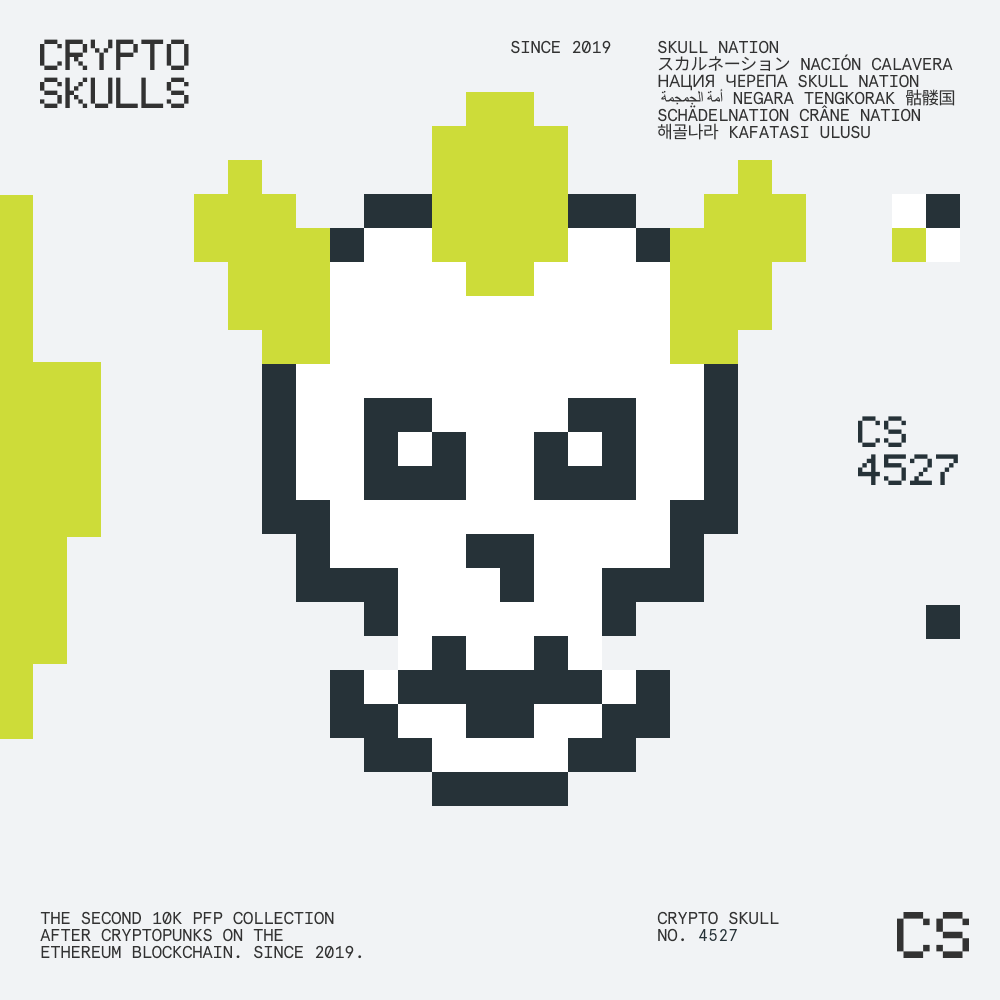 CRYPTO
SKULLS
SINCE 2019
SKULL NATION
スカルネーション NACIÓN CALAVERA
НАЦИЯ ЧЕРЕПА SKULL NATION
أمة الجمجمة NEGARA TENGKORAK 骷髅国
SCHÄDELNATION CRÂNE NATION
해골나라 KAFATASI ULUSU
CS
4527
THE SECOND 10K PFP COLLECTION
AFTER CRYPTOPUNKS ON THE
ETHEREUM BLOCKCHAIN. SINCE 2019.
CRYPTO SKULL
NO. 4527
CS